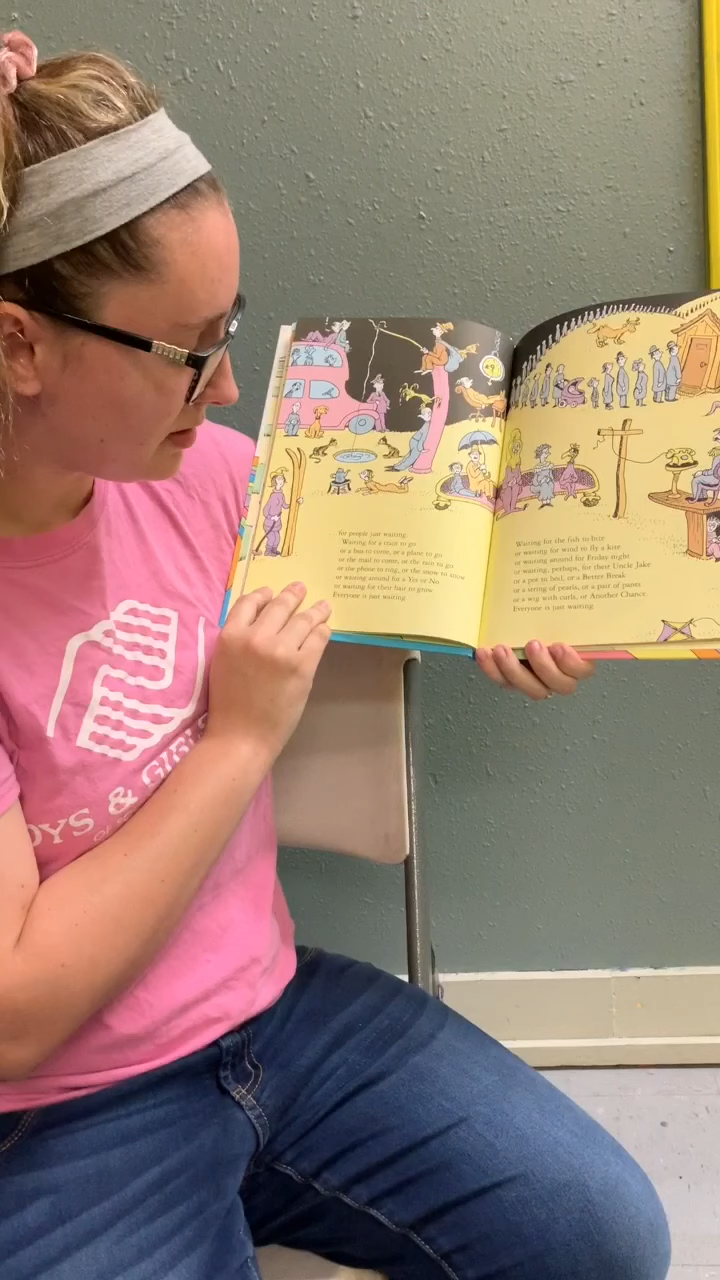 for people just waiting.
Waiting for a train to go
or a bus to come, or a plane to go
or the mail to come, or the rain to go
or the phone to ring, or the snow to snow
or waiting around for a Yes or No
or waiting for their hair to grow.
Everyone is just waiting.
Waiting for the fish to bite
or waiting for wind to fly a kite
or waiting around for Friday night
or waiting, perhaps, for their Uncle Jake
or a pot to boil, or a Better Break
or a string of pearls, or a pair of pants
or a wig with curls, or Another Chance.
Everyone is just waiting.
OYS & GIRLS